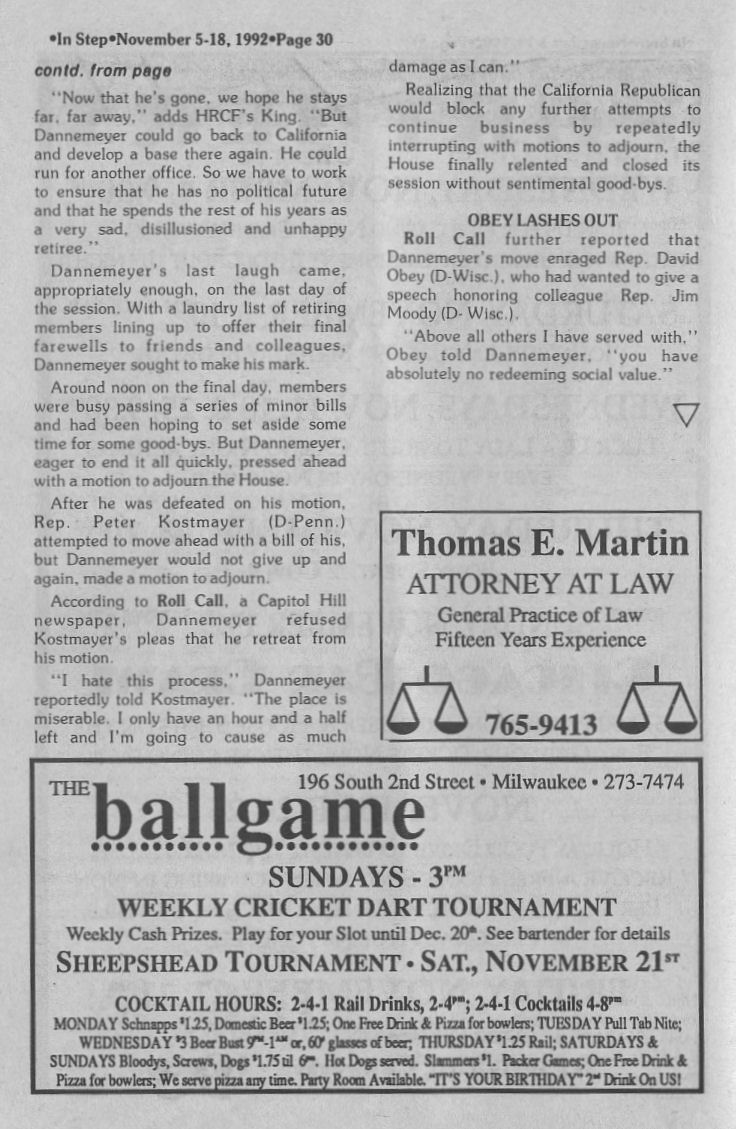 •In Step•November 5-18, 1992•Page 30
contd. from page
"Now that he's gone, we hope he stays
far, far away," adds HRCF's King. "But
Dannemeyer could go back to California
and develop a base there again. He could
run for another office. So we have to work
to ensure that he has no political future
and that he spends the rest of his years as
a very sad, disillusioned and unhappy
retiree."
Dannemeyer's last laugh came,
appropriately enough, on the last day of
the session. With a laundry list of retiring
members lining up to offer their final
farewells to friends and colleagues,
Dannemeyer sought to make his mark.
Around noon on the final day, members
were busy passing a series of minor bills
and had been hoping to set aside some
time for some good-bys. But Dannemeyer,
eager to end it all quickly, pressed ahead
with a motion to adjourn the House.
After he was defeated on his motion,
Rep. Peter Kostmayer (D-Penn.)
attempted to move ahead with a bill of his,
but Dannemeyer would not give up and
again, made a motion to adjourn.
According to Roll Call, a Capitol Hill
newspaper, Dannemeyer refused
Kostmayer's pleas that he retreat from
his motion.
"I hate this process," Dannemeyer
reportedly told Kostmayer. "The place is
miserable. I only have an hour and a half
left and I'm going to cause as much
damage as I can."
Realizing that the California Republican
would block any further attempts to
continue business by repeatedly
interrupting with motions to adjourn, the
House finally relented and closed its
session without sentimental good-bys.
OBEY LASHES OUT
Roll Call further reported that
Dannemeyer's move enraged Rep. David
Obey (D-Wisc.), who had wanted to give a
speech honoring colleague Rep. Jim
Moody (D- Wisc.).
"Above all others I have served with,"
Obey told Dannemeyer, "you have
absolutely no redeeming social value."
Thomas E. Martin
ATTORNEY AT LAW
General Practice of Law
Fifteen Years Experience
765-9413
THE ballgame
196 South 2nd Street • Milwaukee • 273-7474
SUNDAYS - 3PM
WEEKLY CRICKET DART TOURNAMENT
Weekly Cash Prizes. Play for your Slot until Dec. 20th. See bartender for details
SHEEPSHEAD TOURNAMENT • SAT., NOVEMBER 21ST
COCKTAIL HOURS: 2-4-1 Rail Drinks, 2-4pm; 2-4-1 Cocktails 4-8pm
MONDAY Schnapps $1.25, Domestic Beer $1.25; One Free Drink & Pizza for bowlers; TUESDAY Pull Tab Nite;
WEDNESDAY $3 Beer Bust 9PM-1AM or, 60¢ glasses of beer; THURSDAY $1.25 Rail; SATURDAYS &
SUNDAYS Bloodys, Screws, Dogs $1.75 til 6pm. Hot Dogs served. Slammers $1. Packer Games; One Free Drink &
Pizza for bowlers; We serve pizza any time. Party Room Available. "IT'S YOUR BIRTHDAY" 2nd Drink On US!